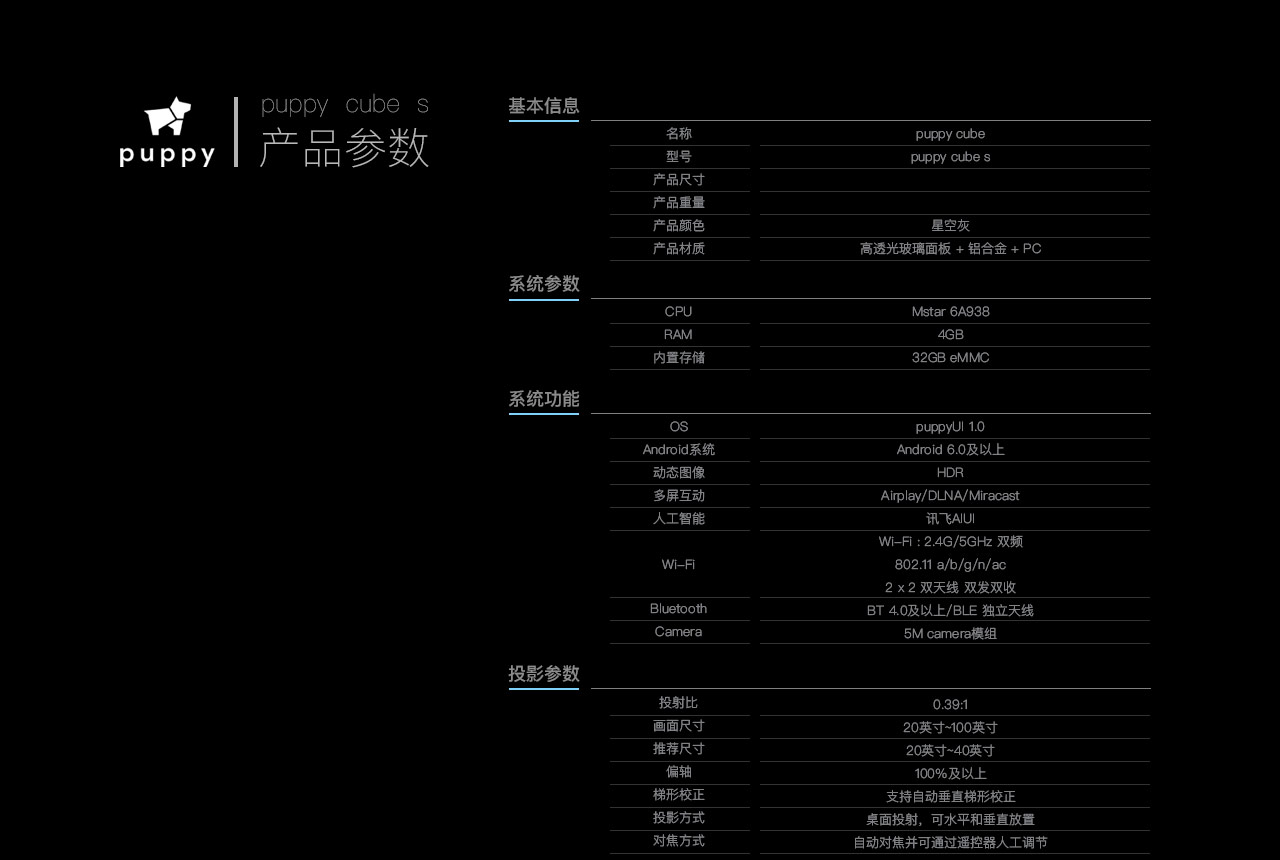 puppy
puppy cube s
产品参数
基本信息
名称 puppy cube
型号 puppy cube s
产品尺寸
产品重量
产品颜色 星空灰
产品材质 高透光玻璃面板 + 铝合金 + PC
系统参数
CPU Mstar 6A938
RAM 4GB
内置存储 32GB eMMC
系统功能
OS puppyUI 1.0
Android系统 Android 6.0及以上
动态图像 HDR
多屏互动 Airplay/DLNA/Miracast
人工智能 讯飞AIUI
Wi-Fi Wi-Fi : 2.4G/5GHz 双频
802.11 a/b/g/n/ac
2 x 2 双天线 双发双收
Bluetooth BT 4.0及以上/BLE 独立天线
Camera 5M camera模组
投影参数
投射比 0.39:1
画面尺寸 20英寸~100英寸
推荐尺寸 20英寸~40英寸
偏轴 100%及以上
梯形校正 支持自动垂直梯形校正
投影方式 桌面投射，可水平和垂直放置
对焦方式 自动对焦并可通过遥控器人工调节